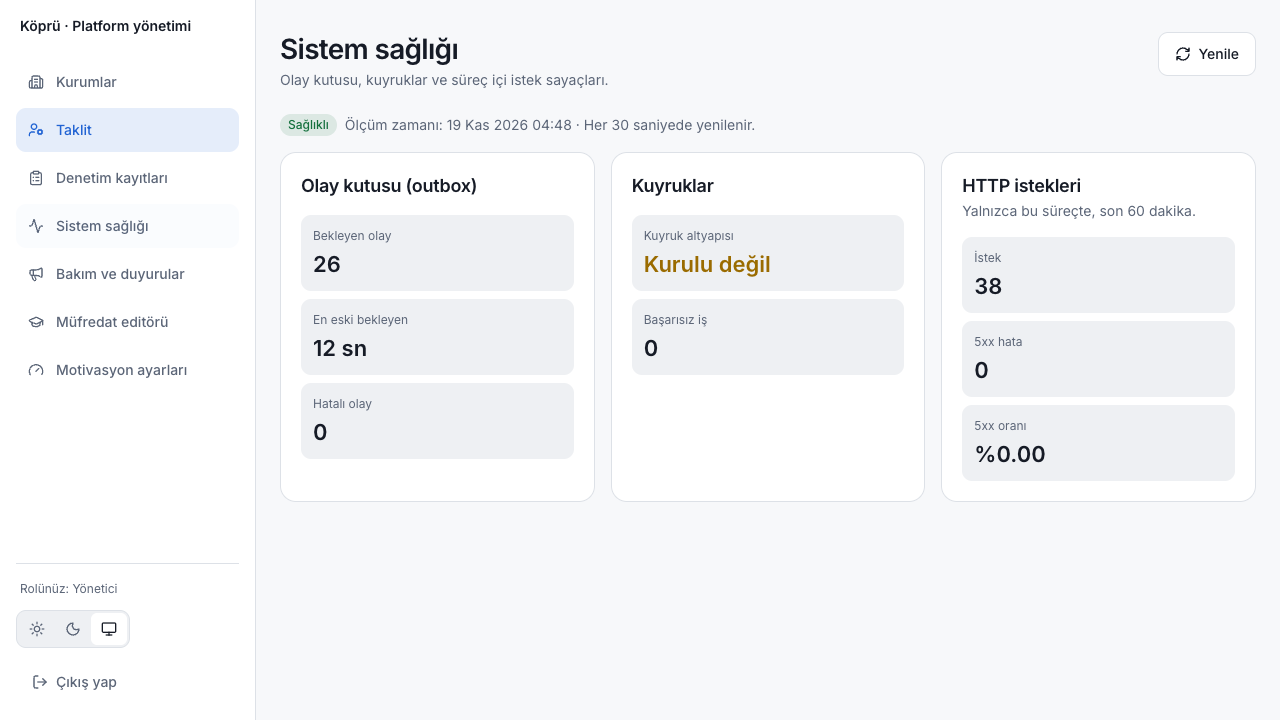 Köprü · Platform yönetimi
Kurumlar
Taklit
Denetim kayıtları
Sistem sağlığı
Bakım ve duyurular
Müfredat editörü
Motivasyon ayarları
Rolünüz: Yönetici
Çıkış yap
Sistem sağlığı
Olay kutusu, kuyruklar ve süreç içi istek sayaçları.
Yenile
Sağlıklı
Ölçüm zamanı: 19 Kas 2026 04:48 · Her 30 saniyede yenilenir.
Olay kutusu (outbox)
Bekleyen olay
26
En eski bekleyen
12 sn
Hatalı olay
0
Kuyruklar
Kuyruk altyapısı
Kurulu değil
Başarısız iş
0
HTTP istekleri
Yalnızca bu süreçte, son 60 dakika.
İstek
38
5xx hata
0
5xx oranı
%0.00